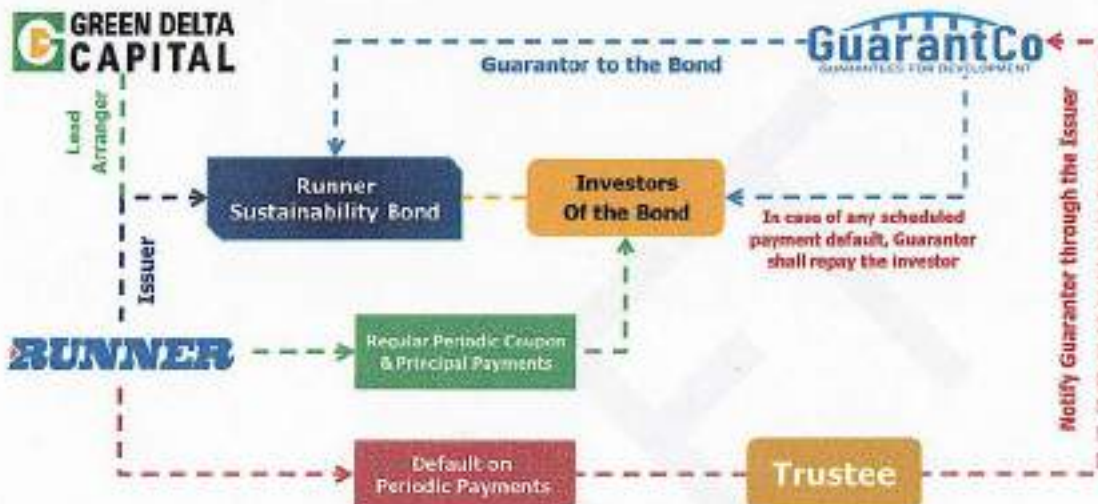 GREEN DELTA
CAPITAL
GuarantCo
GUARANTEES FOR DEVELOPMENT
Guarantor to the Bond
Lead
Arranger
Runner
Sustainability Bond
Investors
Of the Bond
In case of any scheduled
payment default, Guarantor
shall repay the investor
Notify Guarantor through the Issuer
Issuer
RUNNER
Regular Periodic Coupon
& Principal Payments
Default on
Periodic Payments
Trustee